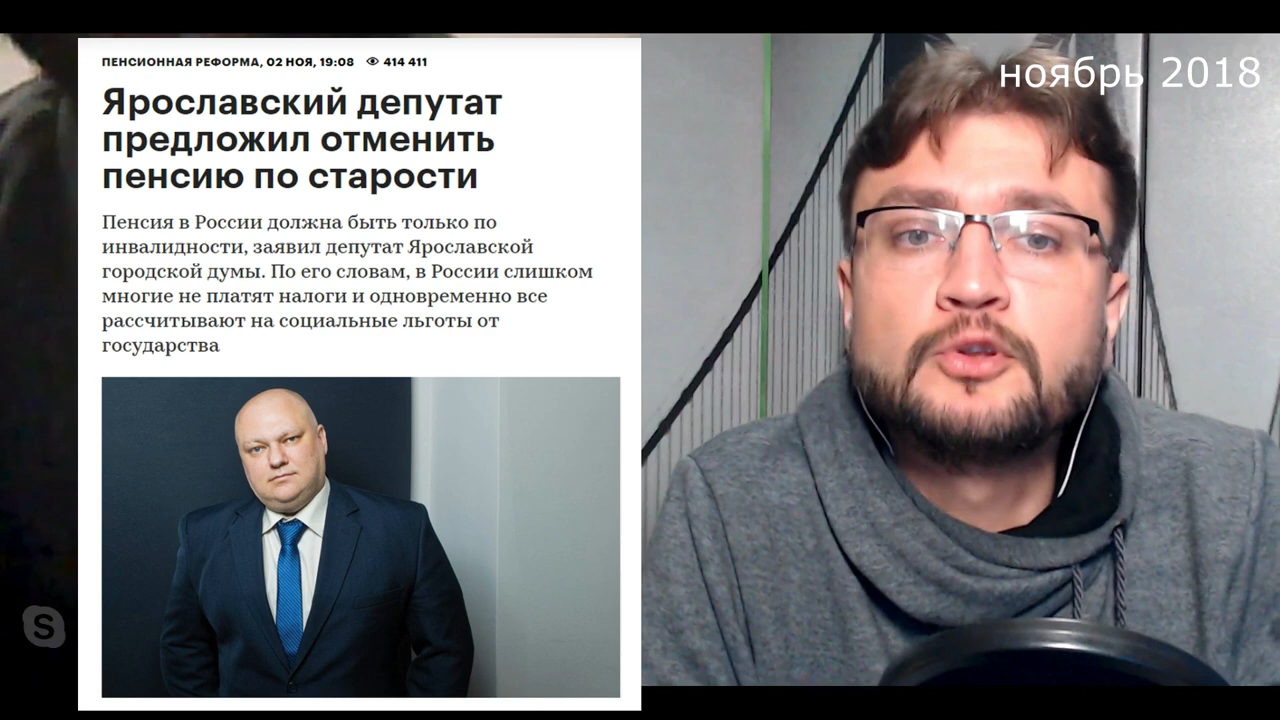 ПЕНСИОННАЯ РЕФОРМА, 02 НОЯ, 19:08 414 411
Ярославский депутат
предложил отменить
пенсию по старости
Пенсия в России должна быть только по
инвалидности, заявил депутат Ярославской
городской думы. По его словам, в России слишком
многие не платят налоги и одновременно все
рассчитывают на социальные льготы от
государства
ноябрь 2018
S